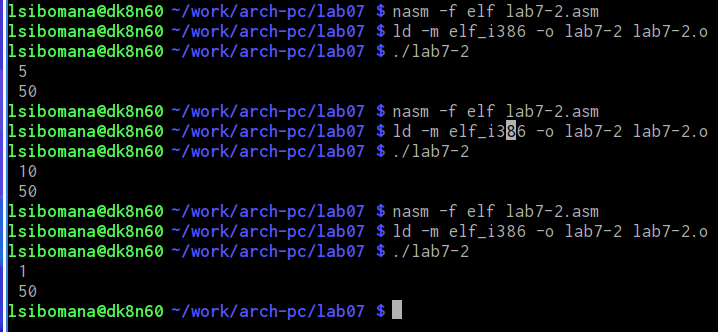 lsibomana@dk8n60 ~/work/arch-pc/lab07 $ nasm -f elf lab7-2.asm
lsibomana@dk8n60 ~/work/arch-pc/lab07 $ ld -m elf_i386 -o lab7-2 lab7-2.o
lsibomana@dk8n60 ~/work/arch-pc/lab07 $ ./lab7-2
5
50
lsibomana@dk8n60 ~/work/arch-pc/lab07 $ nasm -f elf lab7-2.asm
lsibomana@dk8n60 ~/work/arch-pc/lab07 $ ld -m elf_i386 -o lab7-2 lab7-2.o
lsibomana@dk8n60 ~/work/arch-pc/lab07 $ ./lab7-2
10
50
lsibomana@dk8n60 ~/work/arch-pc/lab07 $ nasm -f elf lab7-2.asm
lsibomana@dk8n60 ~/work/arch-pc/lab07 $ ld -m elf_i386 -o lab7-2 lab7-2.o
lsibomana@dk8n60 ~/work/arch-pc/lab07 $ ./lab7-2
1
50
lsibomana@dk8n60 ~/work/arch-pc/lab07 $